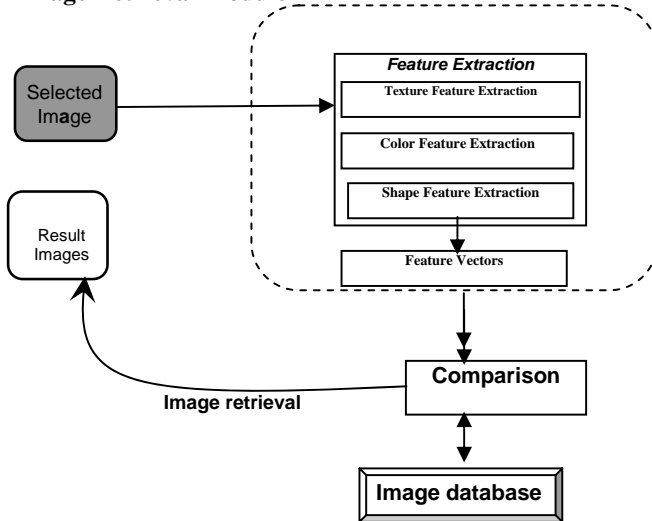 Feature Extraction
Selected
Image
Texture Feature Extraction
Color Feature Extraction
Shape Feature Extraction
Result
Images
Feature Vectors
Comparison
Image retrieval
Image database